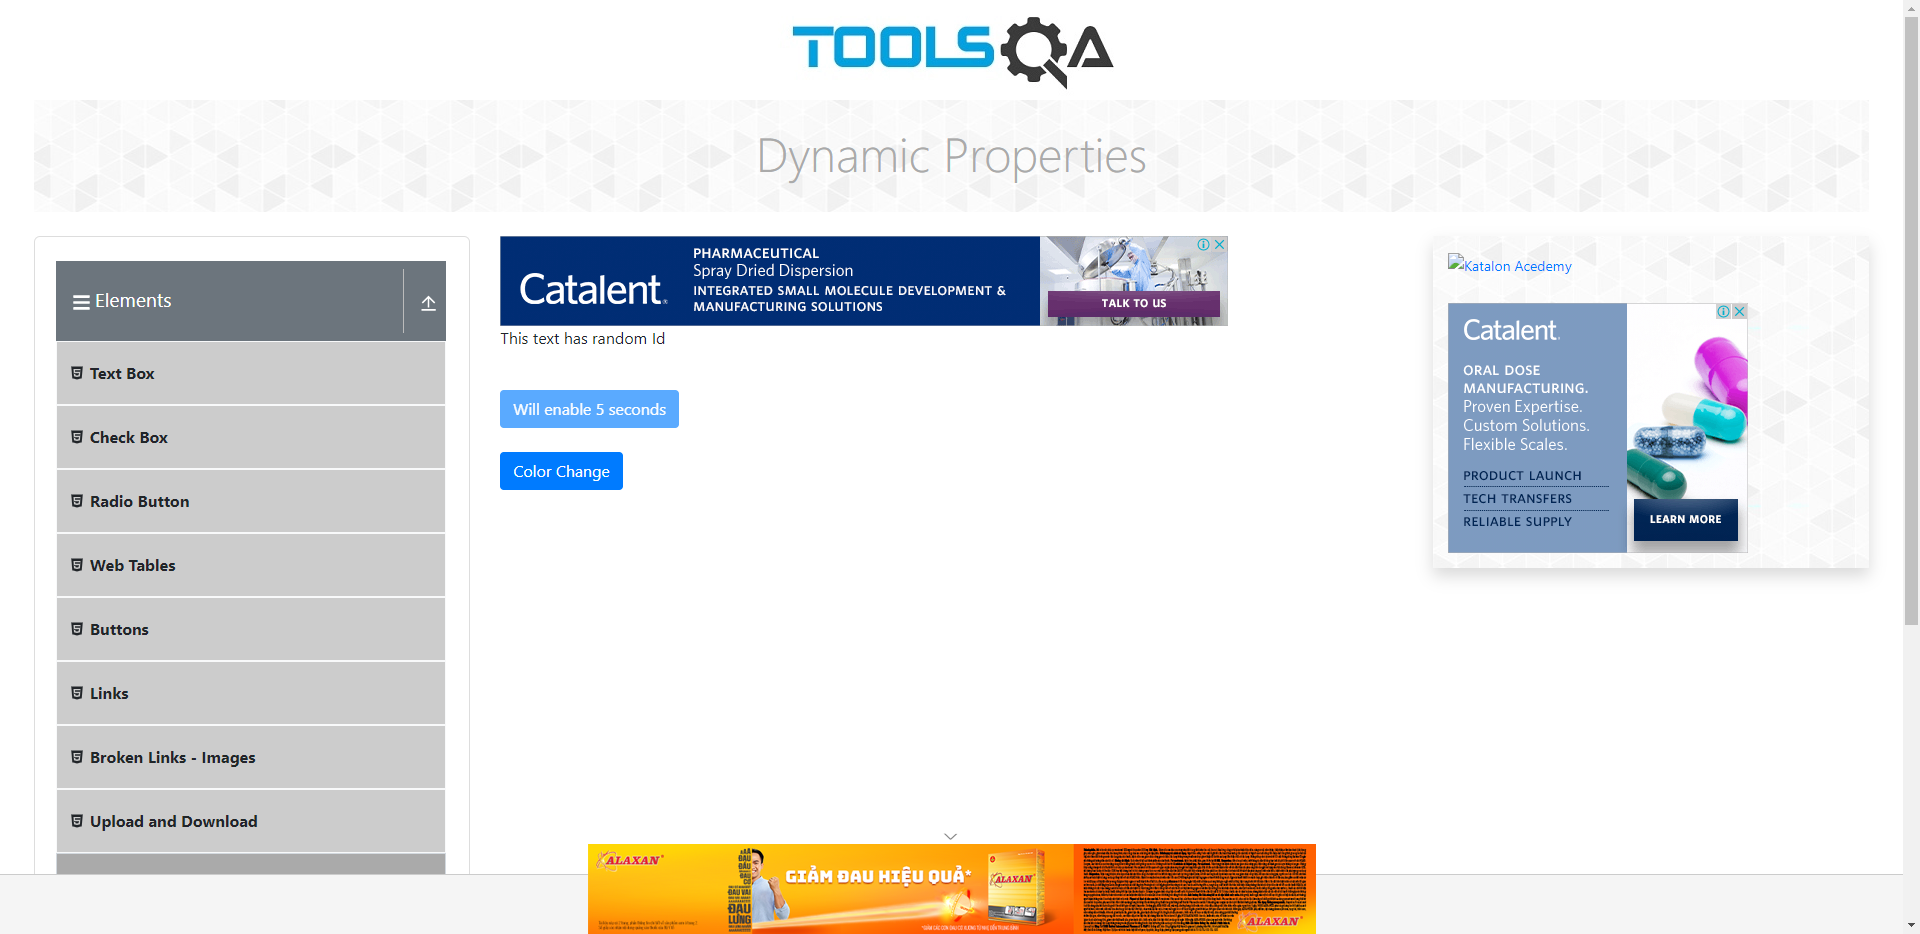 TOOLSQA
Dynamic Properties
Elements
Text Box
Check Box
Radio Button
Web Tables
Buttons
Links
Broken Links - Images
Upload and Download
Catalent
PHARMACEUTICAL
Spray Dried Dispersion
INTEGRATED SMALL MOLECULE DEVELOPMENT &
MANUFACTURING SOLUTIONS
TALK TO US
This text has random Id
Will enable 5 seconds
Color Change
Katalon Acedemy
Catalent
ORAL DOSE
MANUFACTURING.
Proven Expertise.
Custom Solutions.
Flexible Scales.
PRODUCT LAUNCH
TECH TRANSFERS
RELIABLE SUPPLY
LEARN MORE
ALAXAN
GIẢM ĐAU HIỆU QUẢ*
ALAXAN
ALAXAN